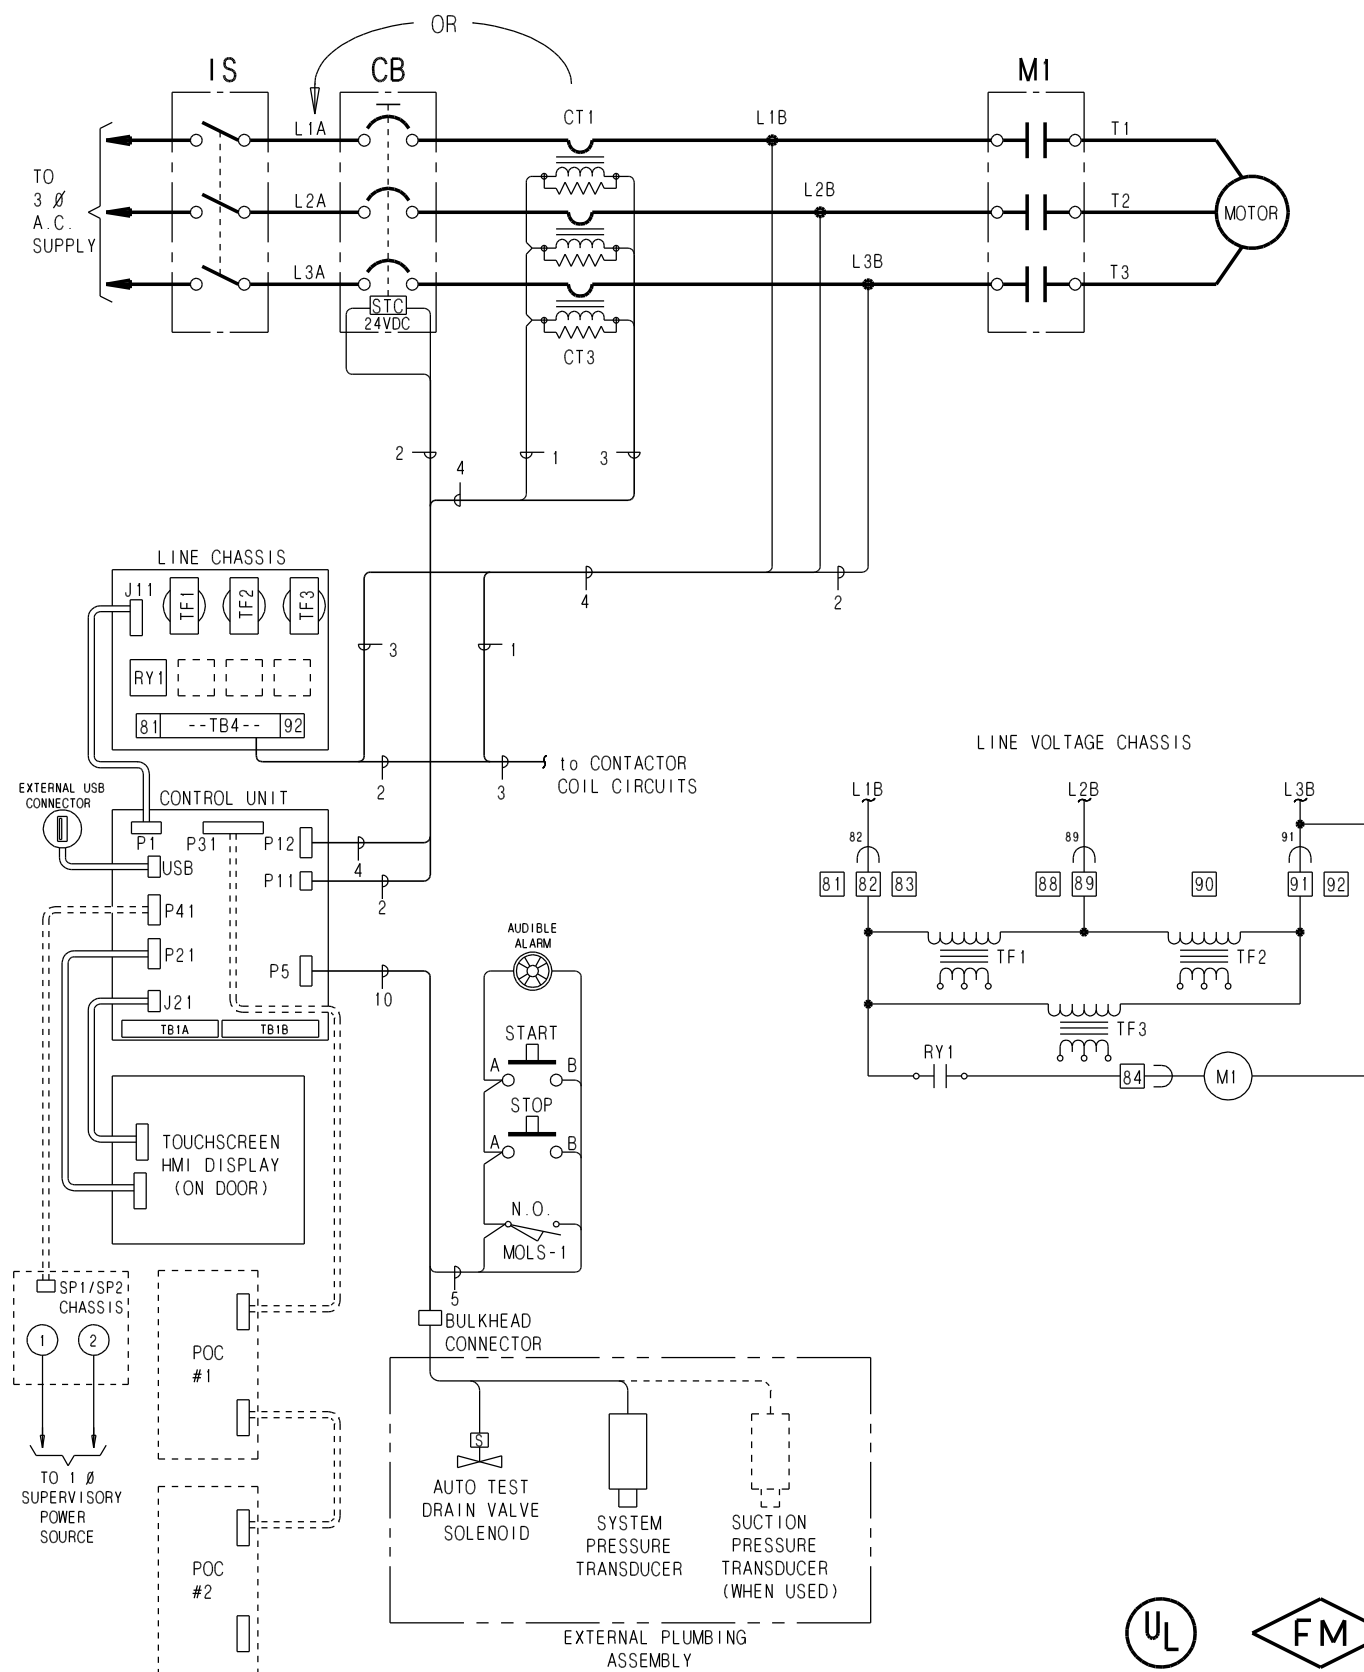 OR
IS
CB
M1
CT1
L1B
L1A
T1
TO
3 Ø
A.C.
SUPPLY
L2A
L2B
T2
MOTOR
L3A
L3B
T3
STC
24VDC
CT3
2
4
1
3
LINE CHASSIS
J11
TF1
TF2
TF3
4
2
RY1
3
1
81
--TB4--
92
to CONTACTOR
COIL CIRCUITS
2
3
LINE VOLTAGE CHASSIS
EXTERNAL USB
CONNECTOR
CONTROL UNIT
L1B
L2B
L3B
P1
P31
P12
82
89
91
USB
4
P11
81
82
83
88
89
90
91
92
2
P41
P21
AUDIBLE
ALARM
TF1
TF2
P5
10
J21
TB1A
TB1B
START
A
B
TF3
RY1
84
M1
STOP
A
B
TOUCHSCREEN
HMI DISPLAY
(ON DOOR)
N.O.
MOLS-1
5
SP1/SP2
CHASSIS
1
2
BULKHEAD
CONNECTOR
POC
#1
S
TO 1 Ø
SUPERVISORY
POWER
SOURCE
AUTO TEST
DRAIN VALVE
SOLENOID
SYSTEM
PRESSURE
TRANSDUCER
SUCTION
PRESSURE
TRANSDUCER
(WHEN USED)
POC
#2
EXTERNAL PLUMBING
ASSEMBLY
UL
FM